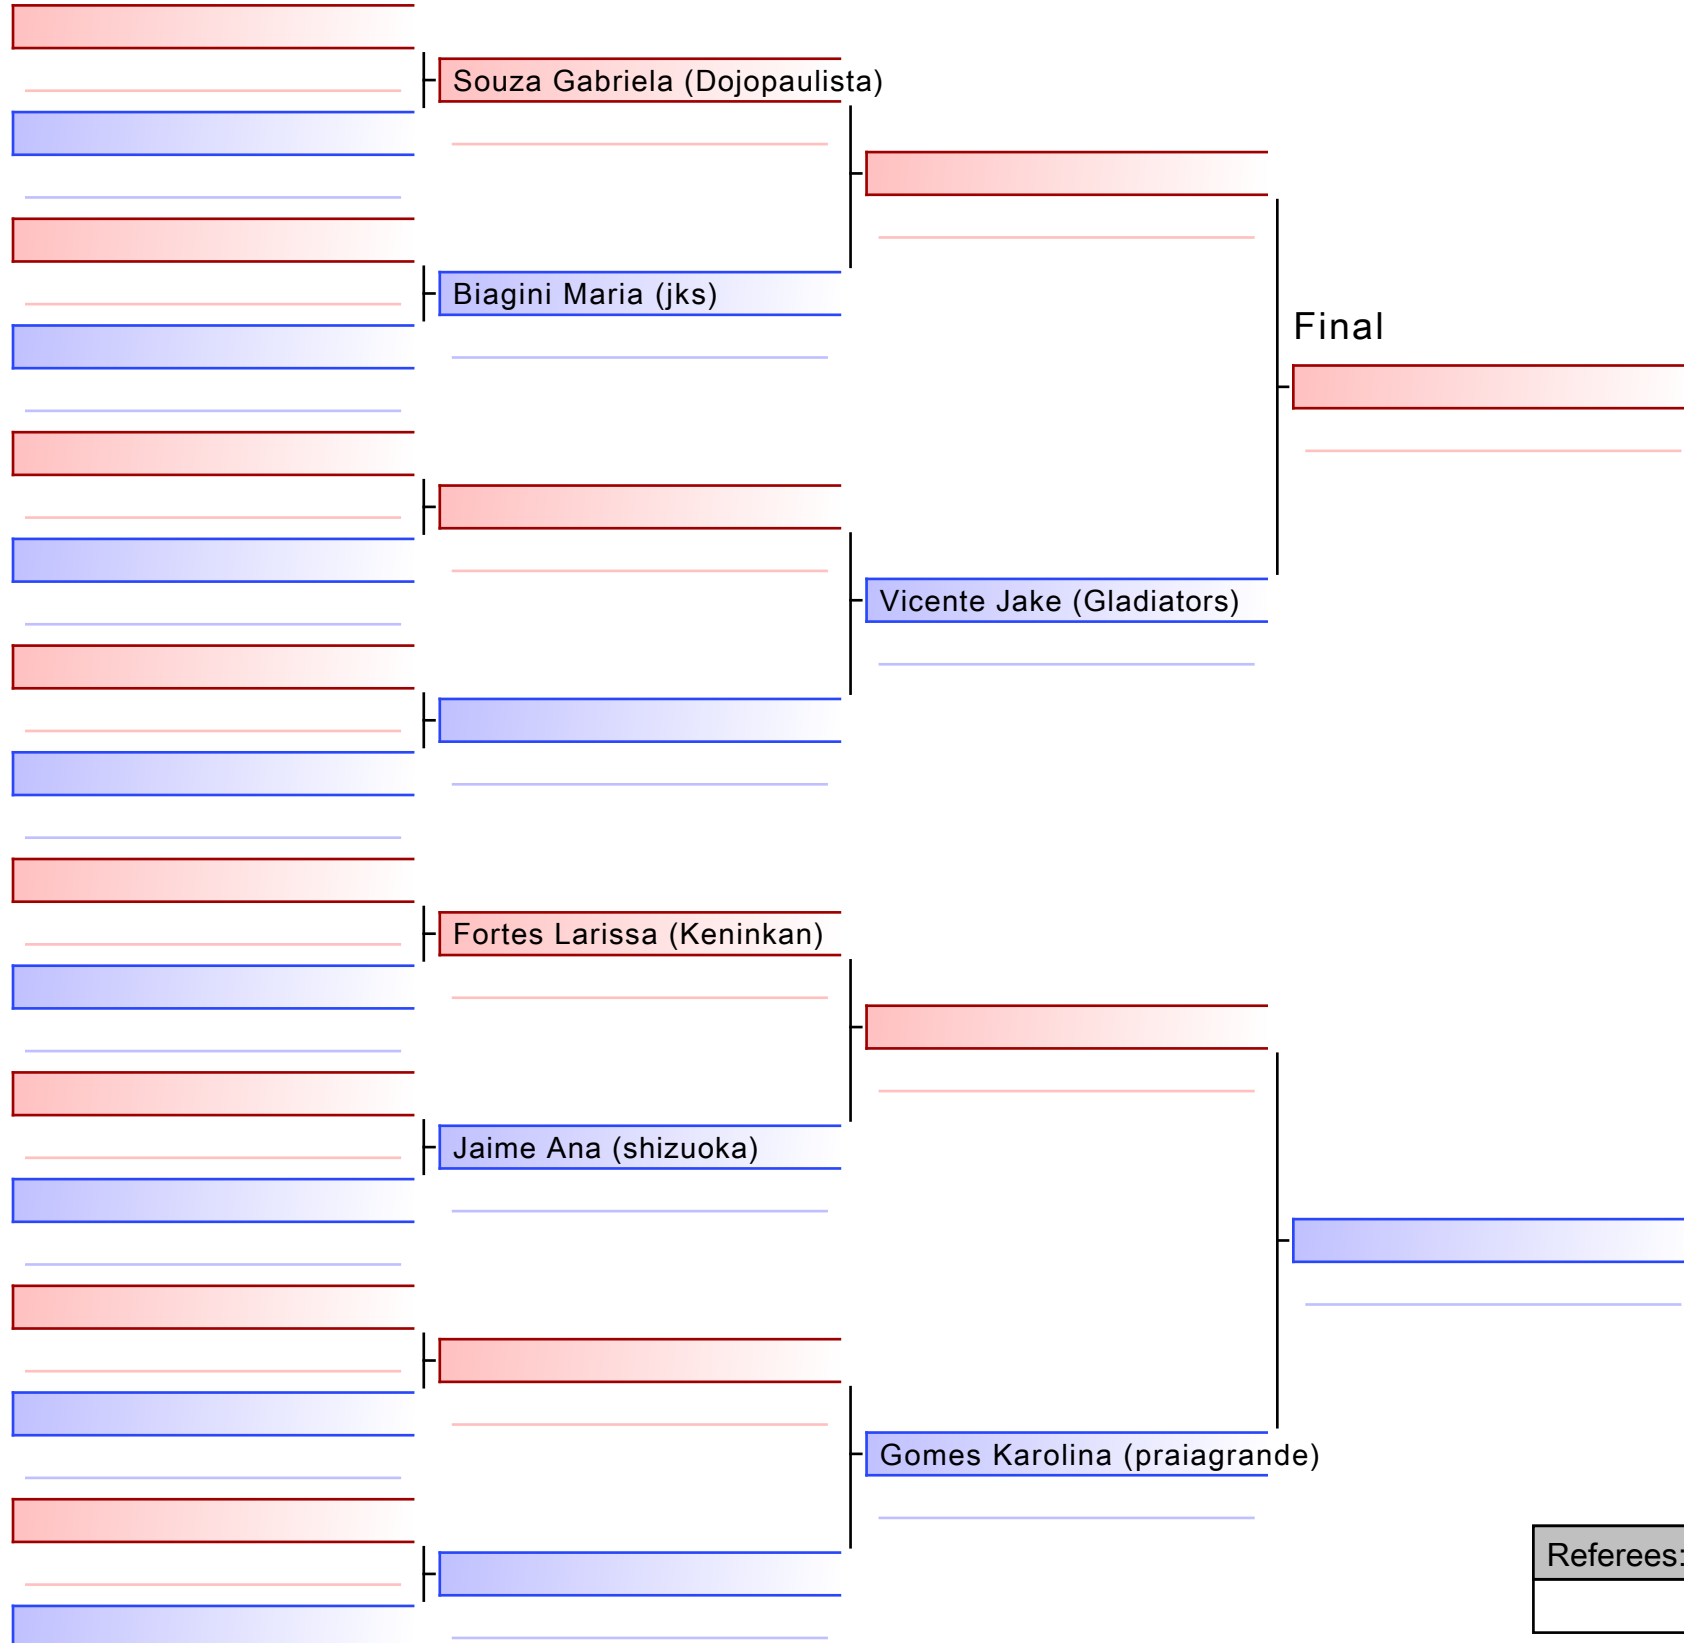 Souza Gabriela (Dojopaulista)
Biagini Maria (jks)
Final
Vicente Jake (Gladiators)
Fortes Larissa (Keninkan)
Jaime Ana (shizuoka)
Gomes Karolina (praiagrande)
Referees: